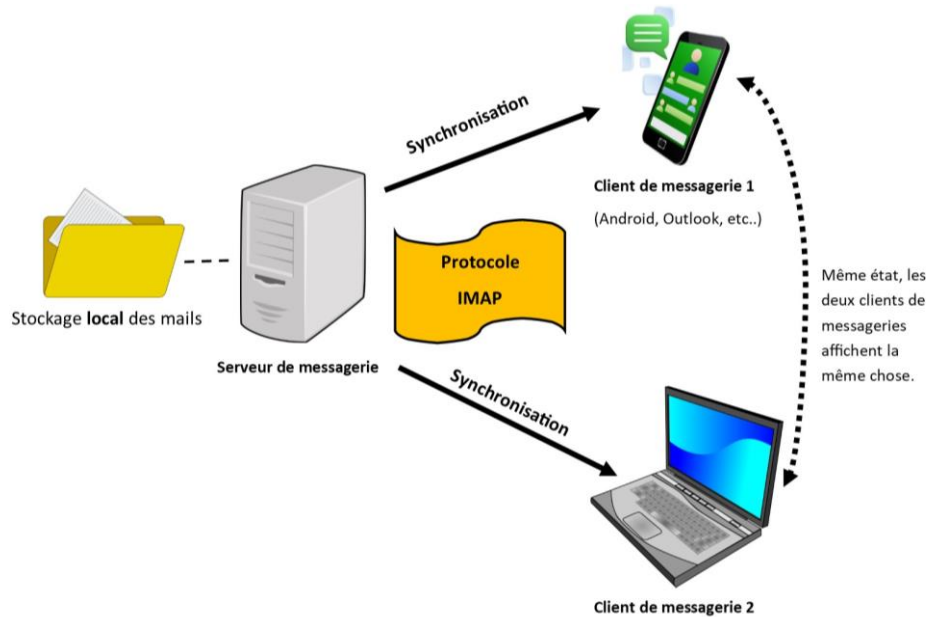 Synchronisation
Client de messagerie 1
(Android, Outlook, etc..)
Protocole
IMAP
Stockage local des mails
Serveur de messagerie
Même état, les
deux clients de
messageries
affichent la
même chose.
Synchronisation
Client de messagerie 2